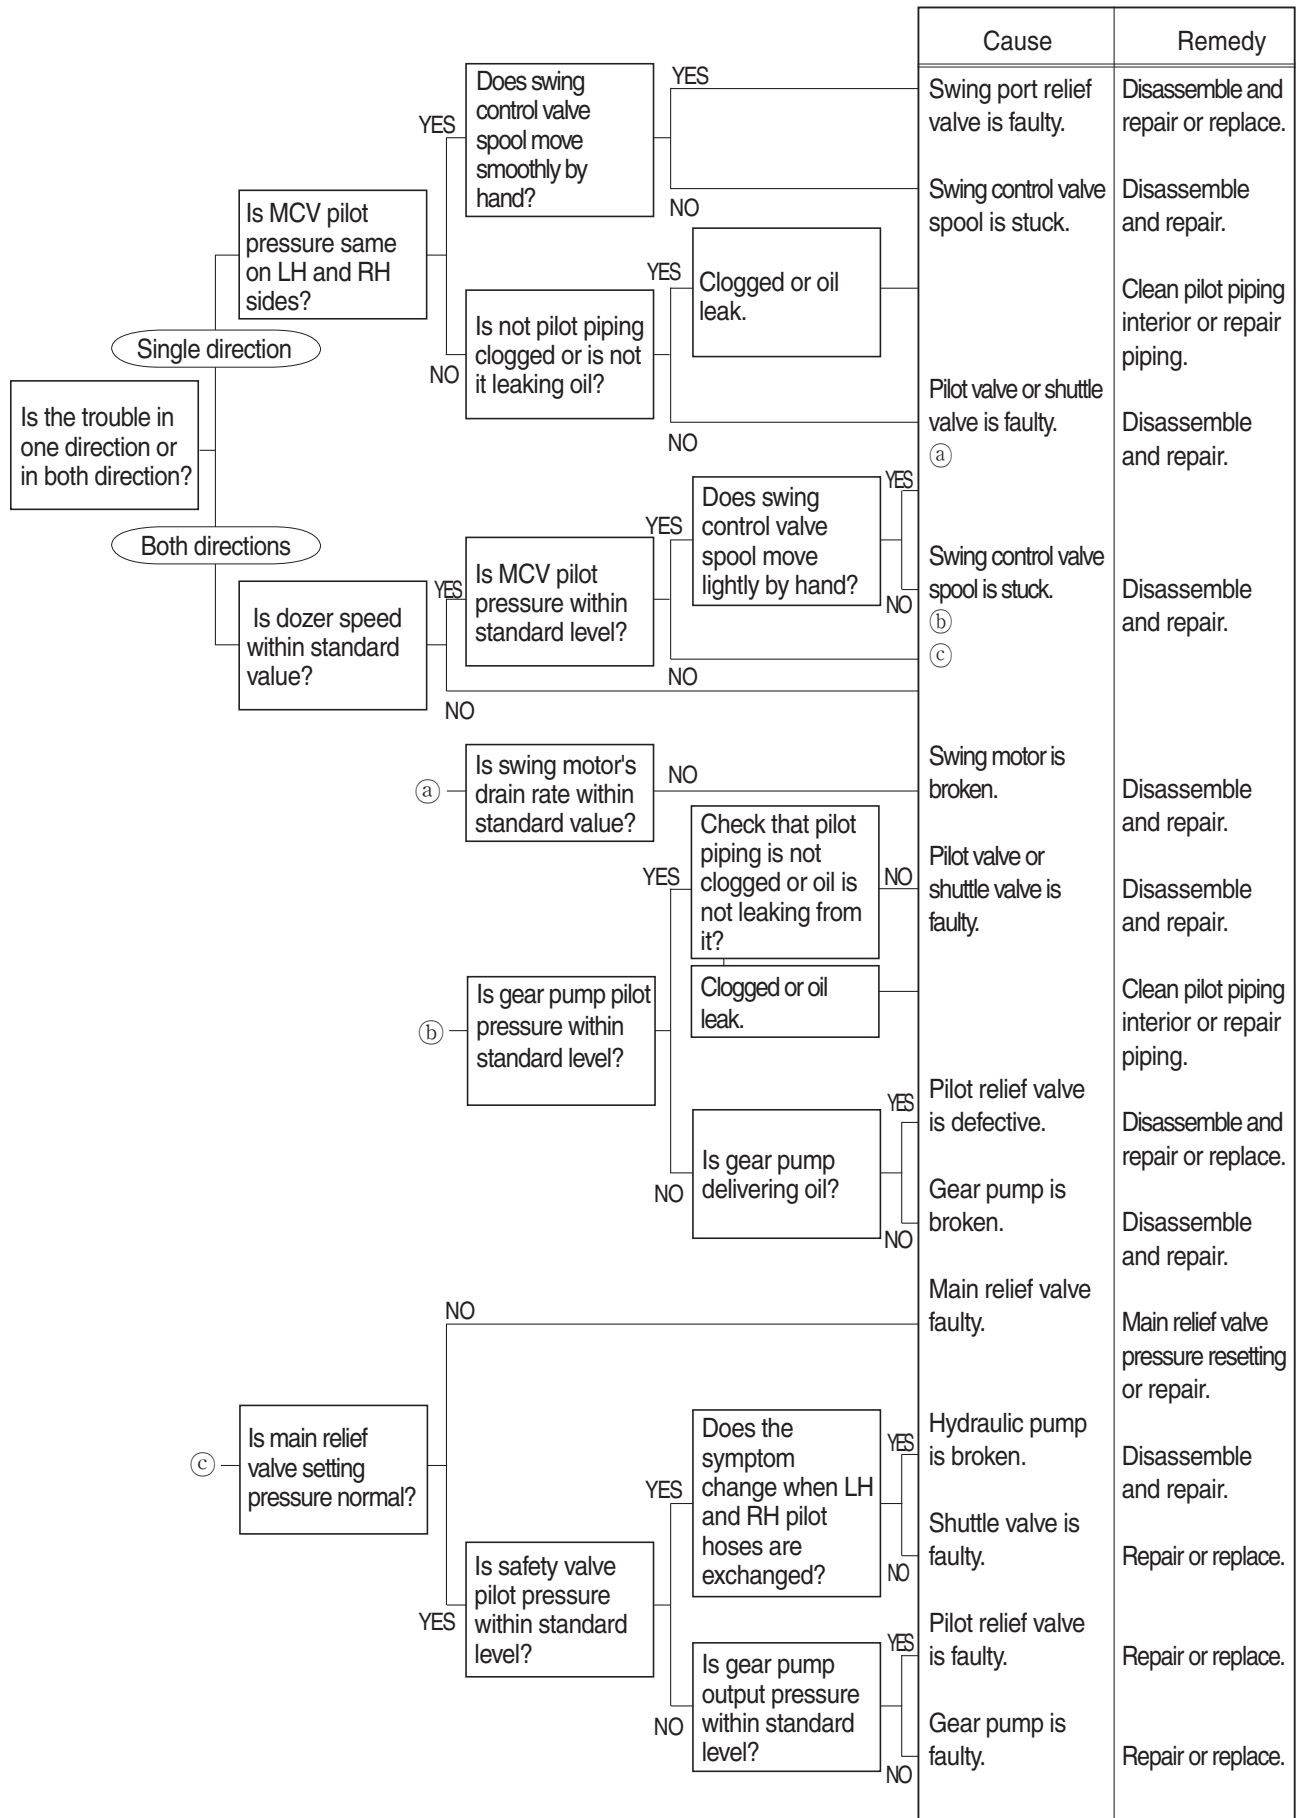 Cause
Remedy
Does swing
control valve
spool move
smoothly by
hand?
YES
YES
NO
Swing port relief
valve is faulty.
Disassemble and
repair or replace.
Swing control valve
spool is stuck.
Disassemble
and repair.
Is MCV pilot
pressure same
on LH and RH
sides?
Is not pilot piping
clogged or is not
it leaking oil?
NO
YES
Clogged or oil
leak.
Clean pilot piping
interior or repair
piping.
NO
Pilot valve or shuttle
valve is faulty.
Disassemble
and repair.
ⓐ
Single direction
Is the trouble in
one direction or
in both direction?
Both directions
Is dozer speed
within standard
value?
YES
Is MCV pilot
pressure within
standard level?
YES
Does swing
control valve
spool move
lightly by hand?
YES
NO
Swing control valve
spool is stuck.
Disassemble
and repair.
ⓑ
ⓒ
NO
NO
ⓐ
Is swing motor's
drain rate within
standard value?
NO
Swing motor is
broken.
Disassemble
and repair.
ⓑ
Is gear pump pilot
pressure within
standard level?
YES
Check that pilot
piping is not
clogged or oil is
not leaking from
it?
NO
Pilot valve or
shuttle valve is
faulty.
Disassemble
and repair.
Clogged or oil
leak.
Clean pilot piping
interior or repair
piping.
NO
Is gear pump
delivering oil?
YES
Pilot relief valve
is defective.
Disassemble and
repair or replace.
NO
Gear pump is
broken.
Disassemble
and repair.
ⓒ
Is main relief
valve setting
pressure normal?
NO
Main relief valve
faulty.
Main relief valve
pressure resetting
or repair.
YES
Is safety valve
pilot pressure
within standard
level?
YES
Does the
symptom
change when LH
and RH pilot
hoses are
exchanged?
YES
Hydraulic pump
is broken.
Disassemble
and repair.
NO
Shuttle valve is
faulty.
Repair or replace.
NO
Is gear pump
output pressure
within standard
level?
YES
Pilot relief valve
is faulty.
Repair or replace.
NO
Gear pump is
faulty.
Repair or replace.